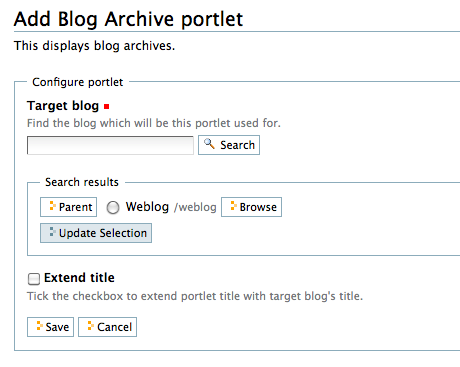 Add Blog Archive portlet
This displays blog archives.
Configure portlet
Target blog
Find the blog which will be this portlet used for.
Search
Search results
Parent Weblog /weblog Browse
Update Selection
Extend title
Tick the checkbox to extend portlet title with target blog's title.
Save Cancel